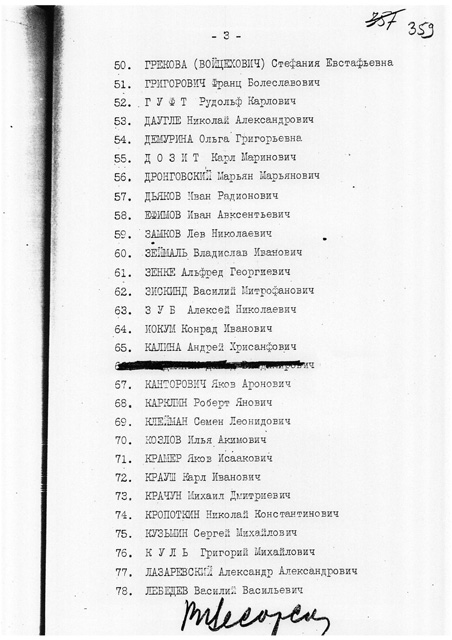 357
359
- 3 -
50. ГРЕКОВА (ВОЙЦЕХОВИЧ) Стефания Евстафьевна
51. ГРИГОРОВИЧ Франц Болеславович
52. Г У Ф Т Рудольф Карлович
53. ДАУГЛЕ Николай Александрович
54. ДЕМУРИНА Ольга Григорьевна
55. Д О З И Т Карл Маринович
56. ДРОНГОВСКИЙ Марьян Марьянович
57. ДЬЯКОВ Иван Радионович
58. ЕФИМОВ Иван Авксентьевич
59. ЗАМКОВ Лев Николаевич
60. ЗЕЙМАЛЬ Владислав Иванович
61. ЗЕНКЕ Альфред Георгиевич
62. ЗИСКИНД Василий Митрофанович
63. З У Б Алексей Николаевич
64. ИОКУМ Конрад Иванович
65. КАЛИНА Андрей Хрисанфович
67. КАНТОРОВИЧ Яков Аронович
68. КАРКЛИН Роберт Янович
69. КЛЕЙМАН Семен Леонидович
70. КОЗЛОВ Илья Акимович
71. КРАМЕР Яков Исаакович
72. КРАУШ Карл Иванович
73. КРАЧУН Михаил Дмитриевич
74. КРОПОТКИН Николай Константинович
75. КУЗЬМИН Сергей Михайлович
76. К У Л Ь Григорий Михайлович
77. ЛАЗАРЕВСКИЙ Александр Александрович
78. ЛЕБЕДЕВ Василий Васильевич